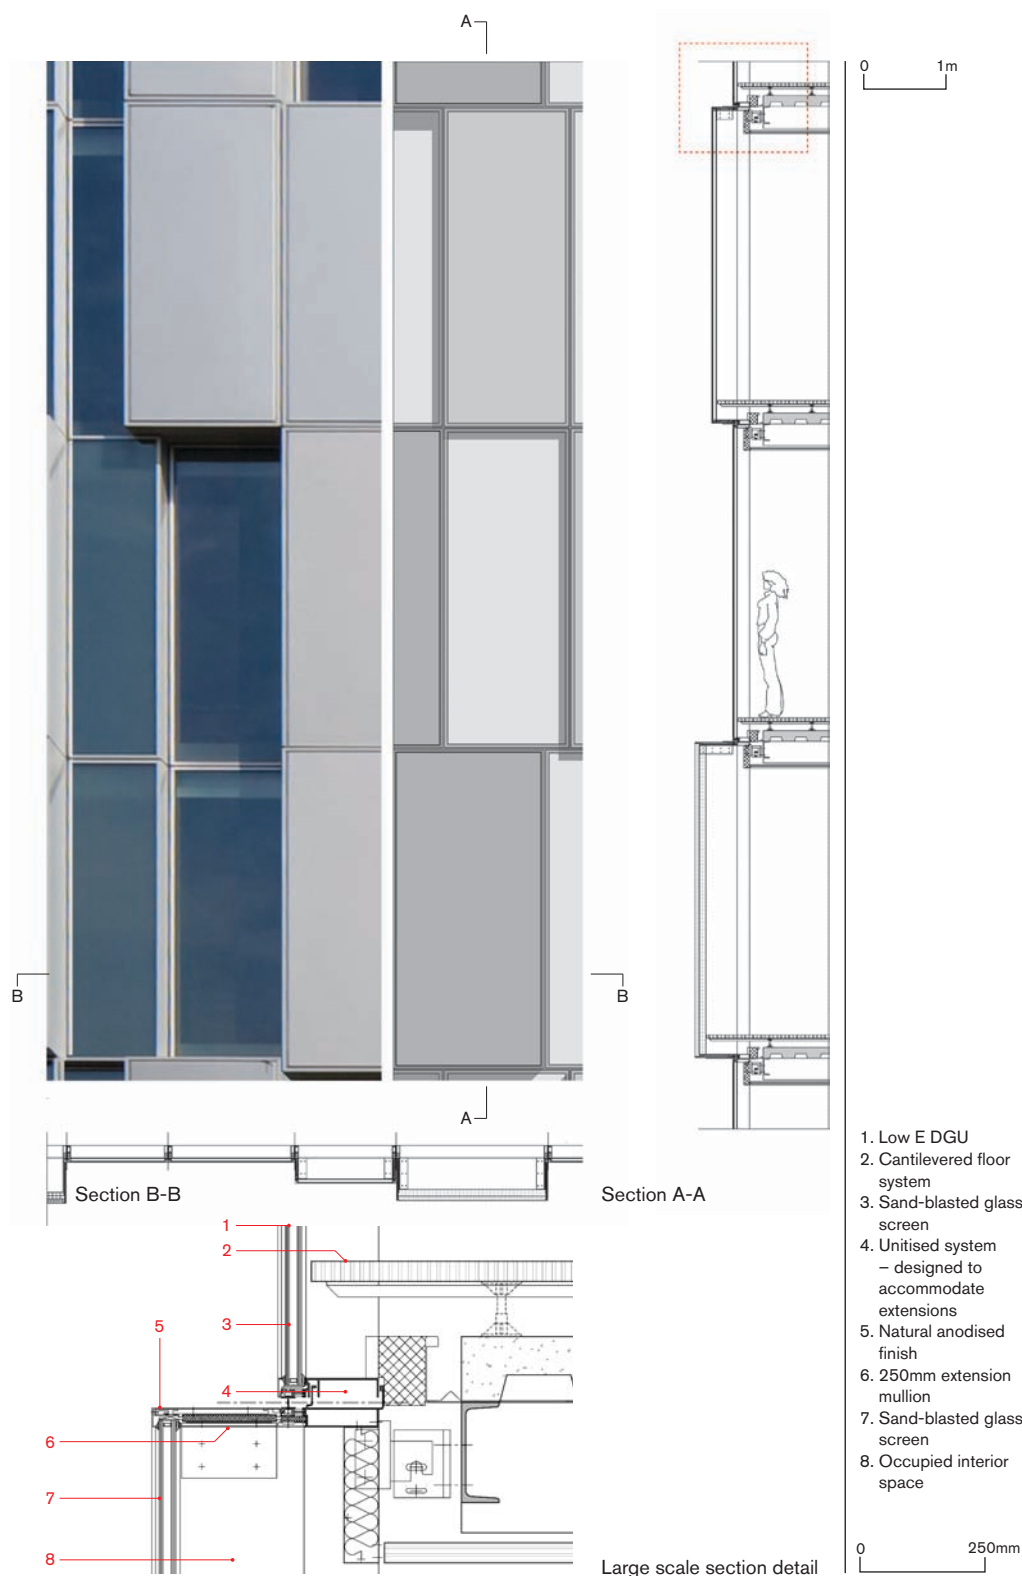 A
0 1m
B
B
A
Section B-B
Section A-A
1
2
3
4
5
6
7
8
1. Low E DGU
2. Cantilevered floor
system
3. Sand-blasted glass
screen
4. Unitised system
– designed to
accommodate
extensions
5. Natural anodised
finish
6. 250mm extension
mullion
7. Sand-blasted glass
screen
8. Occupied interior
space
Large scale section detail
0 250mm